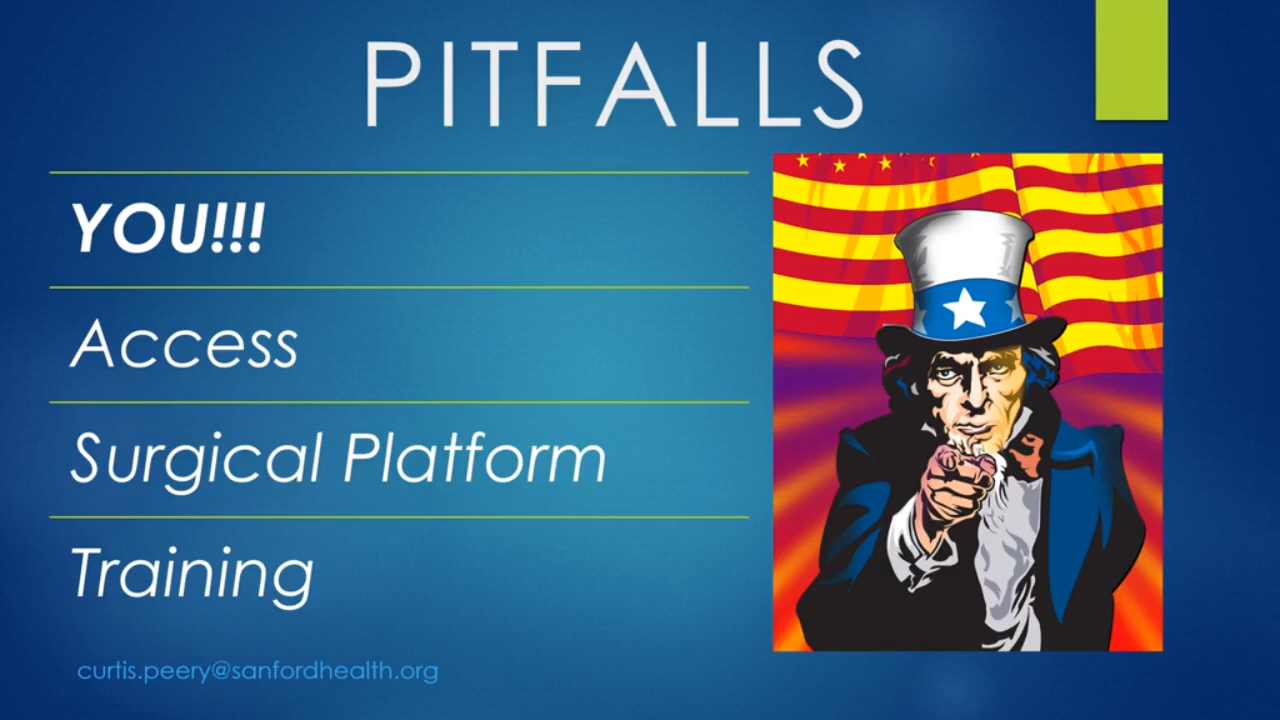 PITFALLS
YOU!!!
Access
Surgical Platform
Training
curtis.peery@sanfordhealth.org